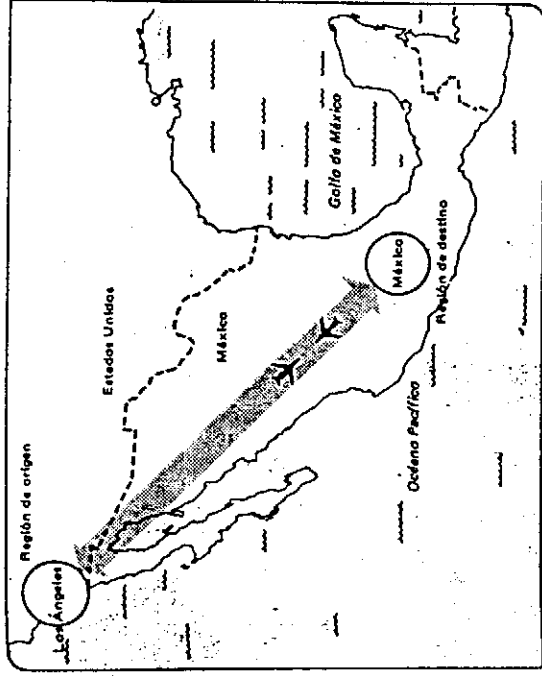 Región de origen
Los Ángeles
Estados Unidos
México
Golfo de México
México
Región de destino
Océano Pacífico